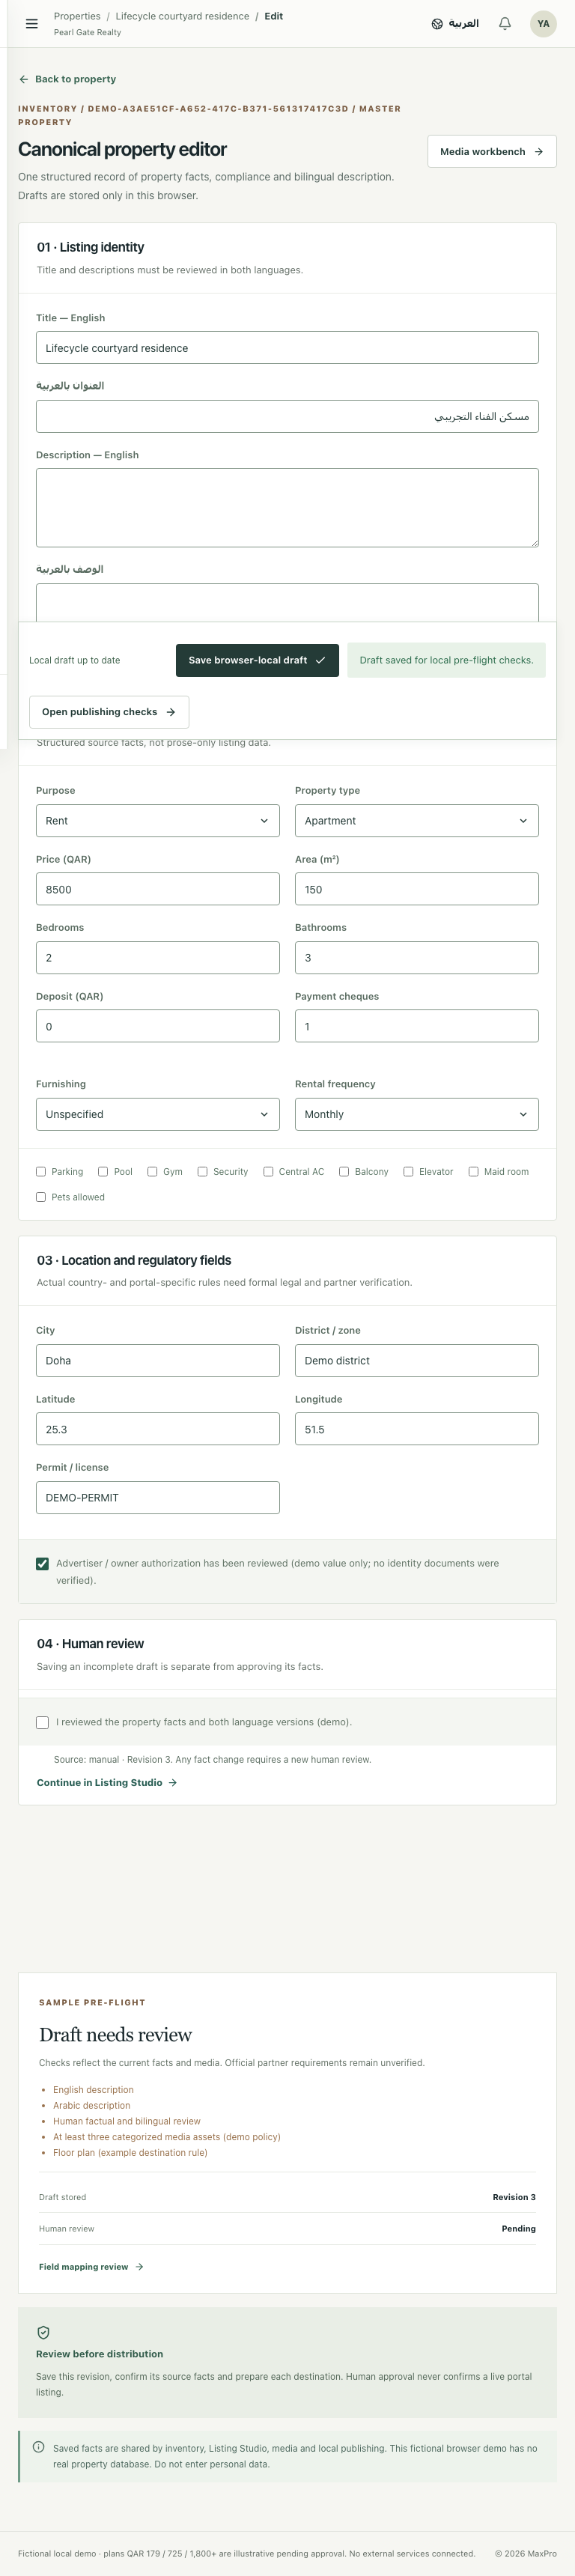 Properties / Lifecycle courtyard residence / Edit
Pearl Gate Realty
العربية
YA
Back to property
INVENTORY / DEMO-A3AE51CF-A652-417C-B371-561317417C3D / MASTER
PROPERTY
Canonical property editor
Media workbench
One structured record of property facts, compliance and bilingual description.
Drafts are stored only in this browser.
01 · Listing identity
Title and descriptions must be reviewed in both languages.
Title — English
Lifecycle courtyard residence
العنوان بالعربية
مسكن الفناء التجريبي
Description — English
الوصف بالعربية
Local draft up to date
Save browser-local draft
Draft saved for local pre-flight checks.
Open publishing checks
Structured source facts, not prose-only listing data.
Purpose
Property type
Rent
Apartment
Price (QAR)
Area (m²)
8500
150
Bedrooms
Bathrooms
2
3
Deposit (QAR)
Payment cheques
0
1
Furnishing
Rental frequency
Unspecified
Monthly
Parking Pool Gym Security Central AC Balcony Elevator Maid room
Pets allowed
03 · Location and regulatory fields
Actual country- and portal-specific rules need formal legal and partner verification.
City
District / zone
Doha
Demo district
Latitude
Longitude
25.3
51.5
Permit / license
DEMO-PERMIT
Advertiser / owner authorization has been reviewed (demo value only; no identity documents were
verified).
04 · Human review
Saving an incomplete draft is separate from approving its facts.
I reviewed the property facts and both language versions (demo).
Source: manual · Revision 3. Any fact change requires a new human review.
Continue in Listing Studio
SAMPLE PRE-FLIGHT
Draft needs review
Checks reflect the current facts and media. Official partner requirements remain unverified.
• English description
• Arabic description
• Human factual and bilingual review
• At least three categorized media assets (demo policy)
• Floor plan (example destination rule)
Draft stored Revision 3
Human review Pending
Field mapping review
Review before distribution
Save this revision, confirm its source facts and prepare each destination. Human approval never confirms a live portal
listing.
Saved facts are shared by inventory, Listing Studio, media and local publishing. This fictional browser demo has no
real property database. Do not enter personal data.
Fictional local demo · plans QAR 179 / 725 / 1,800+ are illustrative pending approval. No external services connected.
© 2026 MaxPro